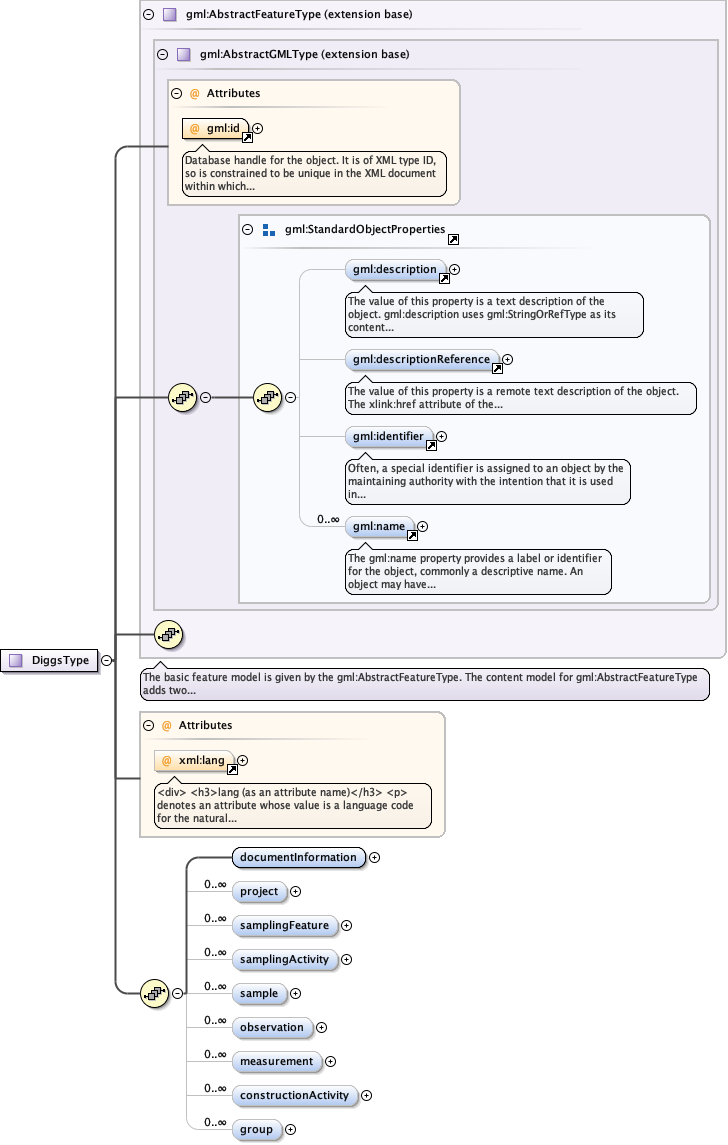 gml:AbstractFeatureType (extension base)
gml:AbstractGMLType (extension base)
@ Attributes
@ gml:id
Database handle for the object. It is of XML type ID,
so is constrained to be unique in the XML document
within which...
gml:StandardObjectProperties
gml:description
The value of this property is a text description of the
object. gml:description uses gml:StringOrRefType as its
content...
gml:descriptionReference
The value of this property is a remote text description of the object.
The xlink:href attribute of the...
gml:identifier
Often, a special identifier is assigned to an object by the
maintaining authority with the intention that it is used
in...
0..∞
gml:name
The gml:name property provides a label or identifier
for the object, commonly a descriptive name. An
object may have...
DiggsType
The basic feature model is given by the gml:AbstractFeatureType. The content model for gml:AbstractFeatureType
adds two...
@ Attributes
@ xml:lang
<div> <h3>lang (as an attribute name)</h3> <p>
denotes an attribute whose value is a language code
for the natural...
documentInformation
0..∞
project
0..∞
samplingFeature
0..∞
samplingActivity
0..∞
sample
0..∞
observation
0..∞
measurement
0..∞
constructionActivity
0..∞
group